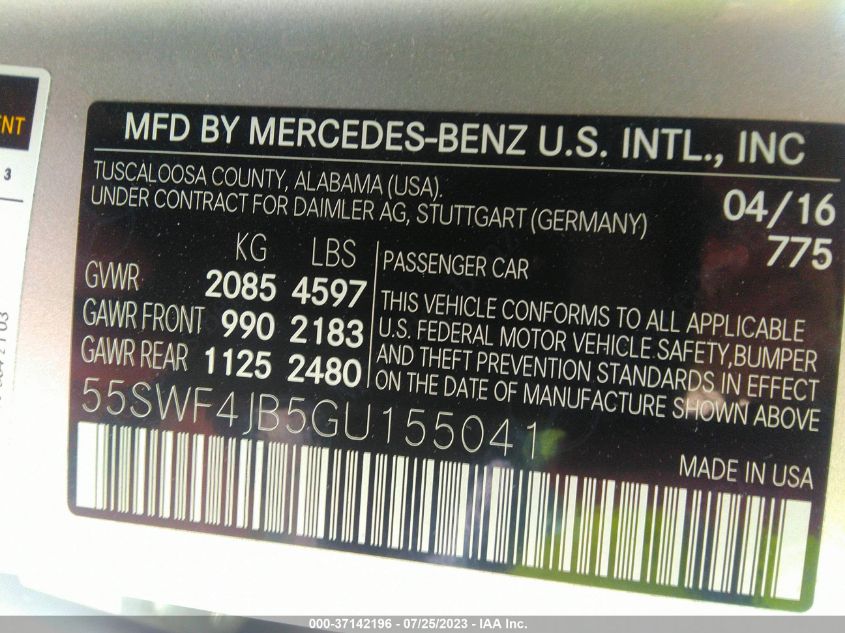 ENT
3
MFD BY MERCEDES-BENZ U.S. INTL., INC
TUSCALOOSA COUNTY, ALABAMA (USA).
UNDER CONTRACT FOR DAIMLER AG, STUTTGART (GERMANY)
04/16
775
KG LBS
GVWR 2085 4597
GAWR FRONT 990 2183
GAWR REAR 1125 2480
PASSENGER CAR
THIS VEHICLE CONFORMS TO ALL APPLICABLE
U.S. FEDERAL MOTOR VEHICLE SAFETY,BUMPER
AND THEFT PREVENTION STANDARDS IN EFFECT
ON THE DATE OF MANUFACTURE SHOWN ABOVE
55SWF4JB5GU155041
MADE IN USA
000-37142196 - 07/25/2023 - IAA Inc.